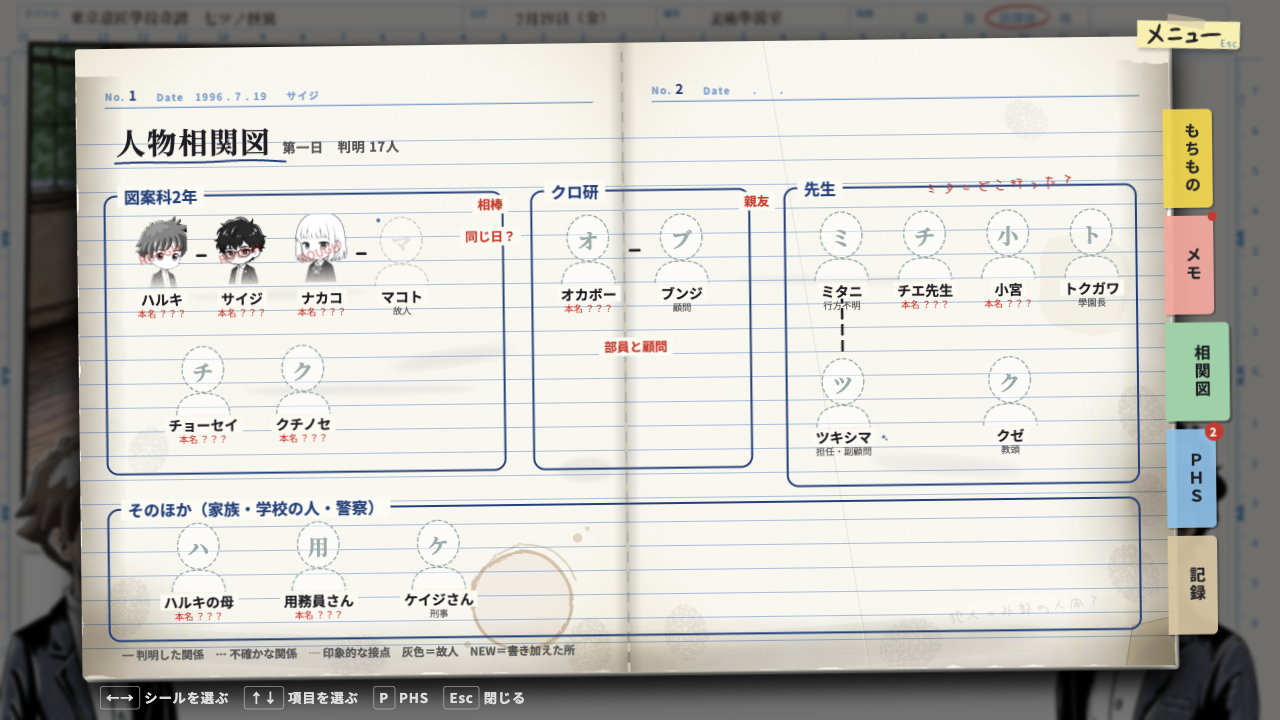 7月19日（金）
メニュー Esc
No. 1 Date 1996.7.19 サイジ
No. 2 Date . .
人物相関図 第一日 判明 17人
図案科2年
相棒
同じ日？
ハルキ 本名 ？？？
サイジ 本名 ？？？
ナカコ 本名 ？？？
マ
マコト 故人
チ
チョーセイ 本名 ？？？
ク
クチノセ 本名 ？？？
クロ研
親友
オ
オカボー 本名 ？？？
ブ
ブンジ 顧問
部員と顧問
先生
ミタニどこ行った？
ミ
ミタニ 行方不明
チ
チエ先生 本名 ？？？
小
小宮 本名 ？？？
ト
トクガワ 学園長
ツ
ツキシマ 担任・副顧問
ク
クゼ 教頭
そのほか（家族・学校の人・警察）
ハ
ハルキの母 本名 ？？？
用
用務員さん 本名 ？？？
ケ
ケイジさん 刑事
犯人＝外部の人間？
― 判明した関係 --- 不確かな関係 ┄ 印象的な接点 灰色＝故人 NEW＝書き加えた所
もちもの
メモ
相関図
2
PHS
記録
←→ シールを選ぶ ↑↓ 項目を選ぶ P PHS Esc 閉じる